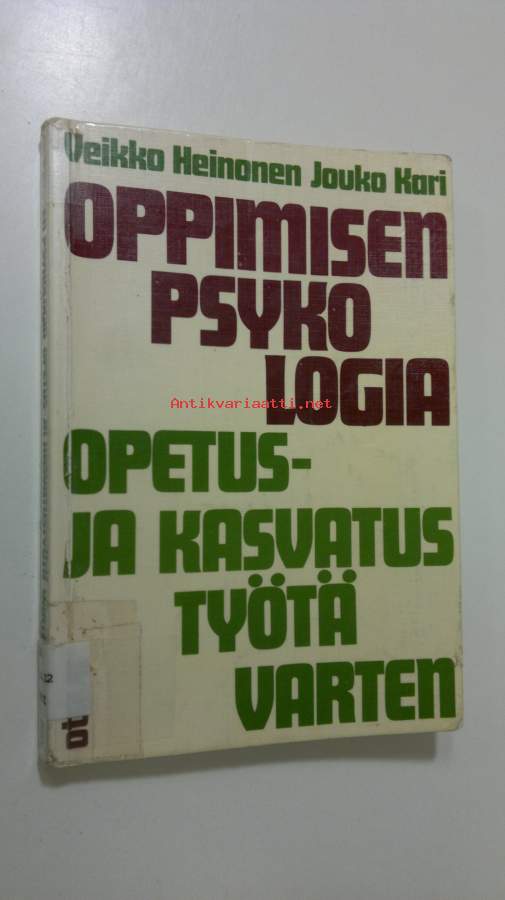 Veikko Heinonen Jouko Kari
OPPIMISEN
PSYKO
LOGIA
Antikvariaatti.net
OPETUS-
JA KASVATUS
TYÖTÄ
VARTEN
ot